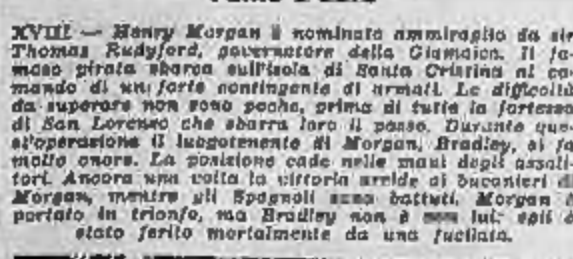 XVIII — Henry Morgan è nominato ammiraglio da sir
Thomas Rudyford, governatore della Giamaica. Il fa-
moso pirata sbarca sull'isola di Santa Cristina al co-
mando di un forte contingente di armati. Le difficoltà
da superare non sono poche, prima di tutte la fortezza
di San Lorenzo che sbarra loro il passo. Durante que-
st'operazione il luogotenente di Morgan, Bradley, si fa
molto onore. La posizione cade nelle mani degli assali-
tori. Ancora una volta la vittoria arride ai bucanieri di
Morgan, mentre gli Spagnoli sono battuti. Morgan è
portato in trionfo, ma Bradley non è con lui: egli è
stato ferito mortalmente da una fucilata.